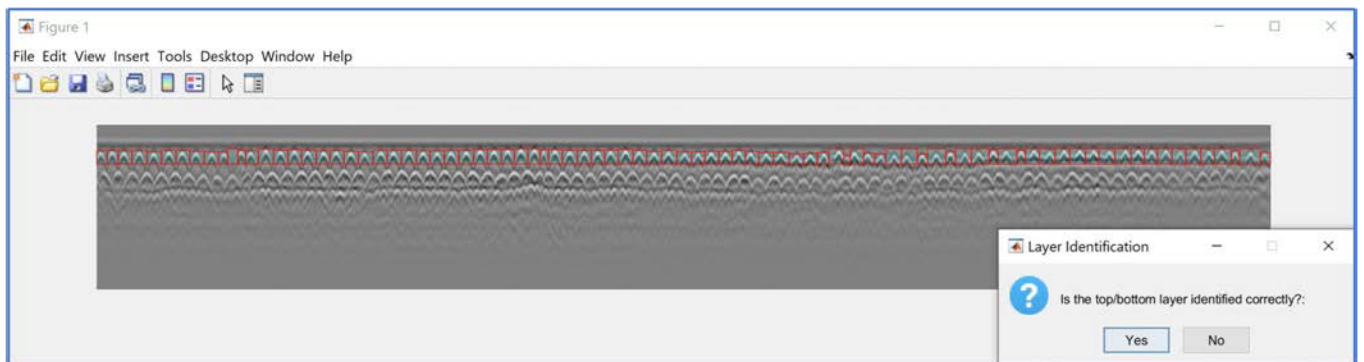 Figure 1
File Edit View Insert Tools Desktop Window Help
Layer Identification
Is the top/bottom layer identified correctly?:
Yes No